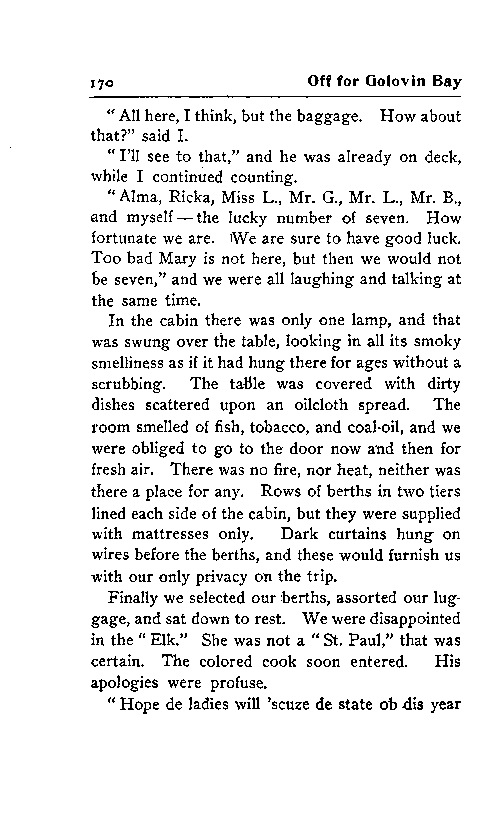 170 Off for Golovin Bay
" All here, I think, but the baggage. How about
that?" said I.
" I'll see to that," and he was already on deck,
while I continued counting.
" Alma, Ricka, Miss L., Mr. G., Mr. L., Mr. B.,
and myself — the lucky number of seven. How
fortunate we are. We are sure to have good luck.
Too bad Mary is not here, but then we would not
be seven," and we were all laughing and talking at
the same time.
In the cabin there was only one lamp, and that
was swung over the table, looking in all its smoky
smelliness as if it had hung there for ages without a
scrubbing. The table was covered with dirty
dishes scattered upon an oilcloth spread. The
room smelled of fish, tobacco, and coal-oil, and we
were obliged to go to the door now and then for
fresh air. There was no fire, nor heat, neither was
there a place for any. Rows of berths in two tiers
lined each side of the cabin, but they were supplied
with mattresses only. Dark curtains hung on
wires before the berths, and these would furnish us
with our only privacy on the trip.
Finally we selected our berths, assorted our lug-
gage, and sat down to rest. We were disappointed
in the " Elk." She was not a " St. Paul," that was
certain. The colored cook soon entered. His
apologies were profuse.
" Hope de ladies will 'scuze de state ob dis year